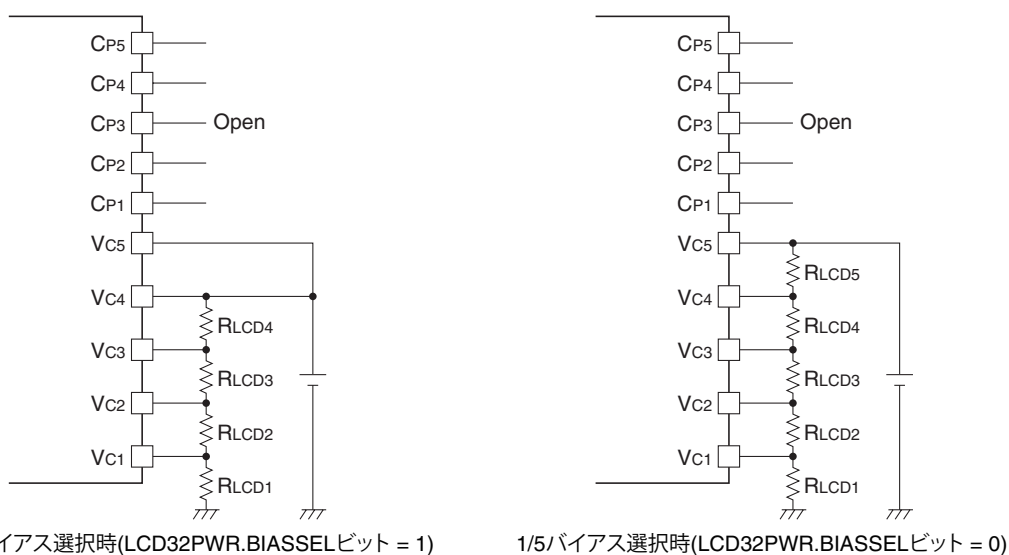 CP5
CP4
CP3 Open
CP2
CP1
VC5
VC4
RLCD4
VC3
RLCD3
VC2
RLCD2
VC1
RLCD1
イアス選択時(LCD32PWR.BIASSELビット = 1)
CP5
CP4
CP3 Open
CP2
CP1
VC5
RLCD5
VC4
RLCD4
VC3
RLCD3
VC2
RLCD2
VC1
RLCD1
1/5バイアス選択時(LCD32PWR.BIASSELビット = 0)